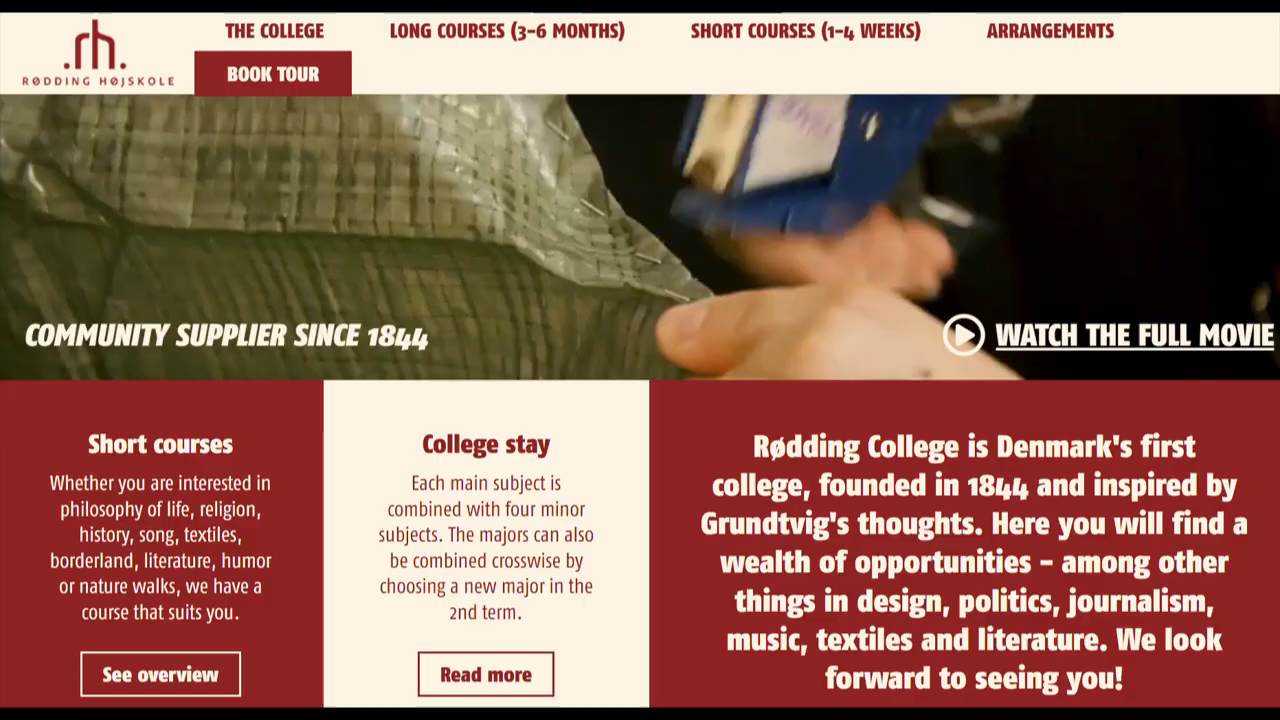 THE COLLEGE
LONG COURSES (3-6 MONTHS)
SHORT COURSES (1-4 WEEKS)
ARRANGEMENTS
.rh.
RØDDING HØJSKOLE
BOOK TOUR
COMMUNITY SUPPLIER SINCE 1844
WATCH THE FULL MOVIE
Short courses
Whether you are interested in
philosophy of life, religion,
history, song, textiles,
borderland, literature, humor
or nature walks, we have a
course that suits you.
See overview
College stay
Each main subject is
combined with four minor
subjects. The majors can also
be combined crosswise by
choosing a new major in the
2nd term.
Read more
Rødding College is Denmark's first
college, founded in 1844 and inspired by
Grundtvig's thoughts. Here you will find a
wealth of opportunities – among other
things in design, politics, journalism,
music, textiles and literature. We look
forward to seeing you!